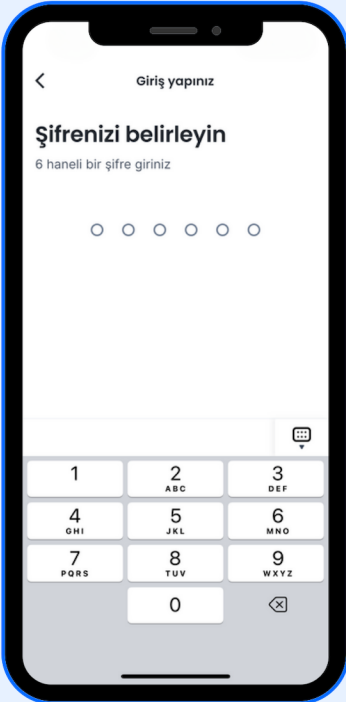 Giriş yapınız
Şifrenizi belirleyin
6 haneli bir şifre giriniz
1 2 3
ABC DEF
4 5 6
GHI JKL MNO
7 8 9
PQRS TUV WXYZ
0